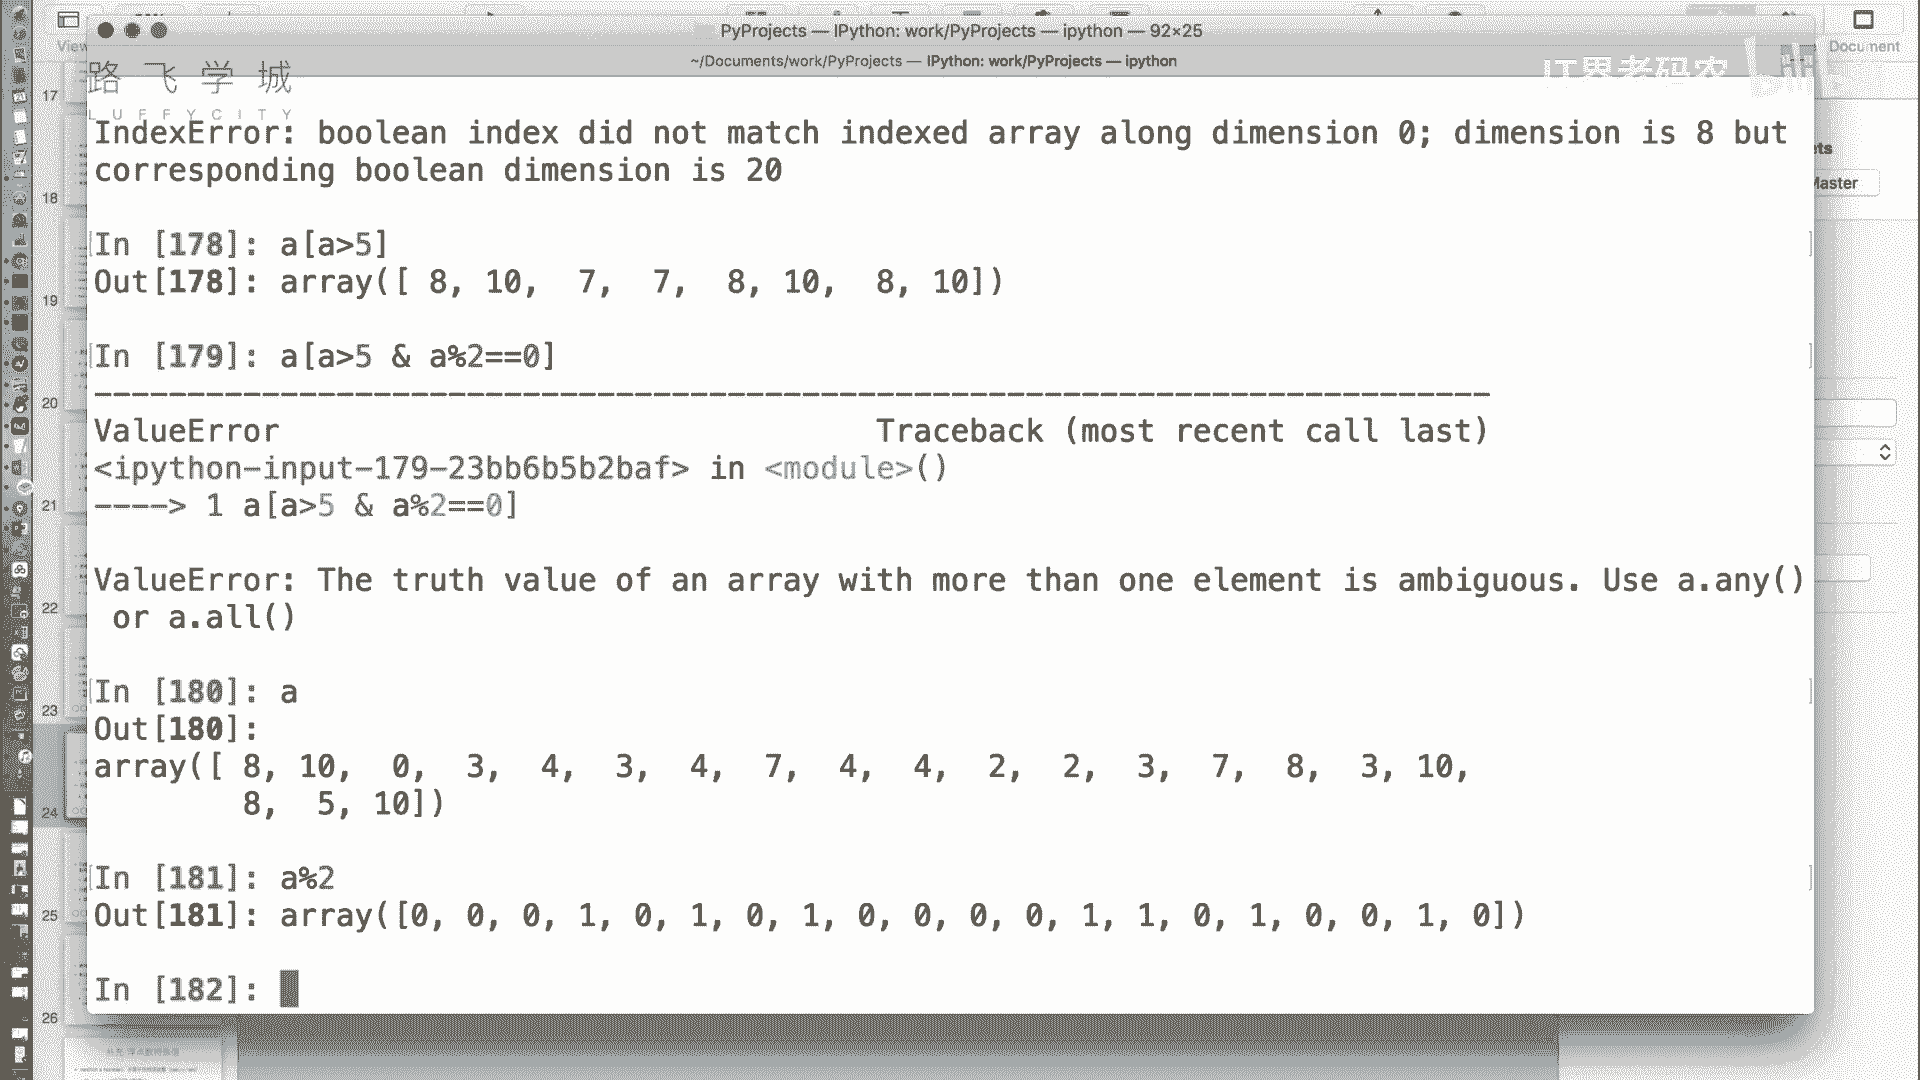 PyProjects — IPython: work/PyProjects — ipython — 92×25
View
Document
~/Documents/work/PyProjects — IPython: work/PyProjects — ipython
路飞学城
LUFFYCITY
IT界老码农
17
IndexError: boolean index did not match indexed array along dimension 0; dimension is 8 but
corresponding boolean dimension is 20
Master
18
In [178]: a[a>5]
Out[178]: array([ 8, 10,  7,  7,  8, 10,  8, 10])
19
In [179]: a[a>5 & a%2==0]
---------------------------------------------------------------------------
20
ValueError                                Traceback (most recent call last)
<ipython-input-179-23bb6b5b2baf> in <module>()
----> 1 a[a>5 & a%2==0]
21
ValueError: The truth value of an array with more than one element is ambiguous. Use a.any()
or a.all()
22
In [180]: a
23
Out[180]:
array([ 8, 10,  0,  3,  4,  3,  4,  7,  4,  4,  2,  2,  3,  7,  8,  3, 10,
8,  5, 10])
24
In [181]: a%2
25
Out[181]: array([0, 0, 0, 1, 0, 1, 0, 1, 0, 0, 0, 0, 1, 1, 0, 1, 0, 0, 1, 0])
In [182]:
26